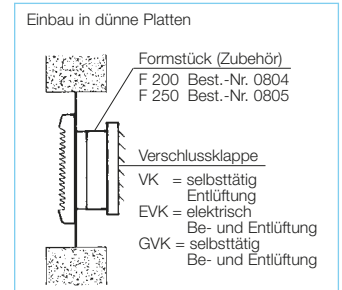 Einbau in dünne Platten
Formstück (Zubehör)
F 200 Best.-Nr. 0804
F 250 Best.-Nr. 0805
Verschlussklappe
VK = selbsttätig
Entlüftung
EVK = elektrisch
Be- und Entlüftung
GVK = selbsttätig
Be- und Entlüftung